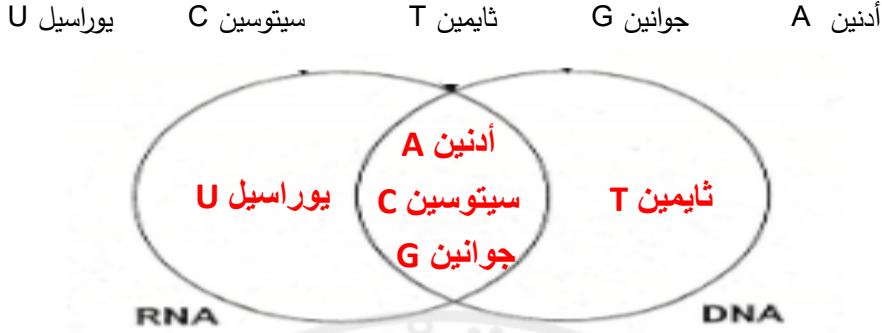 أدنين A جوانين G ثايمين T سيتوسين C يوراسيل U
أدنين A
ثايمين T سيتوسين C يوراسيل U
جوانين G
DNA RNA